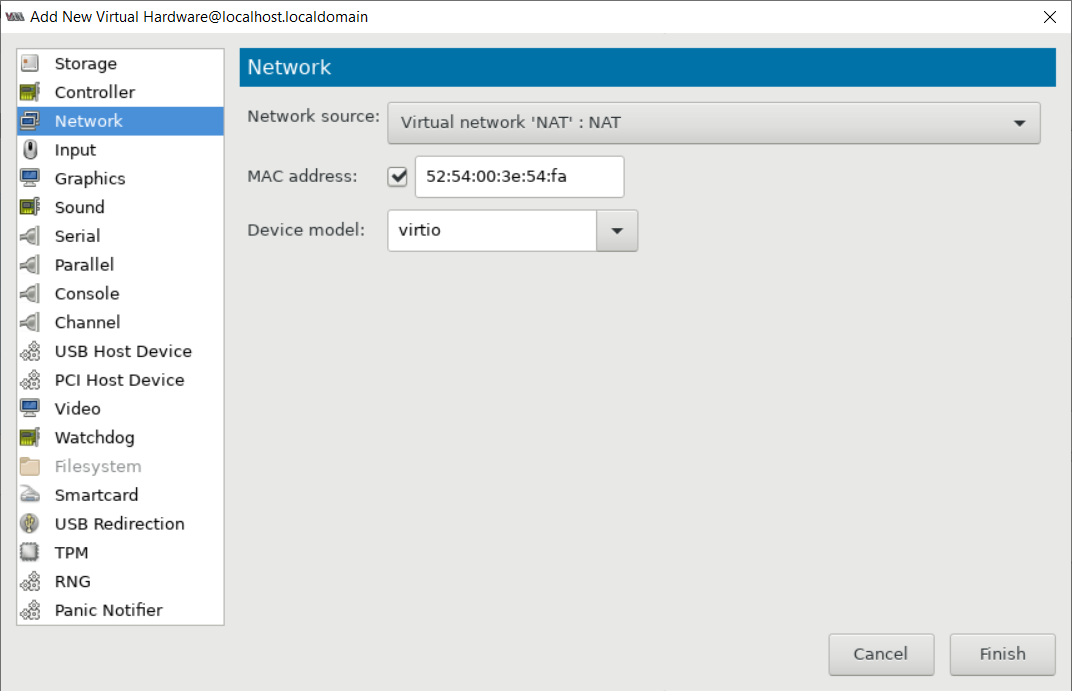 Add New Virtual Hardware@localhost.localdomain
Storage
Controller
Network
Input
Graphics
Sound
Serial
Parallel
Console
Channel
USB Host Device
PCI Host Device
Video
Watchdog
Filesystem
Smartcard
USB Redirection
TPM
RNG
Panic Notifier
Network
Network source: Virtual network 'NAT' : NAT
MAC address: 52:54:00:3e:54:fa
Device model: virtio
Cancel Finish